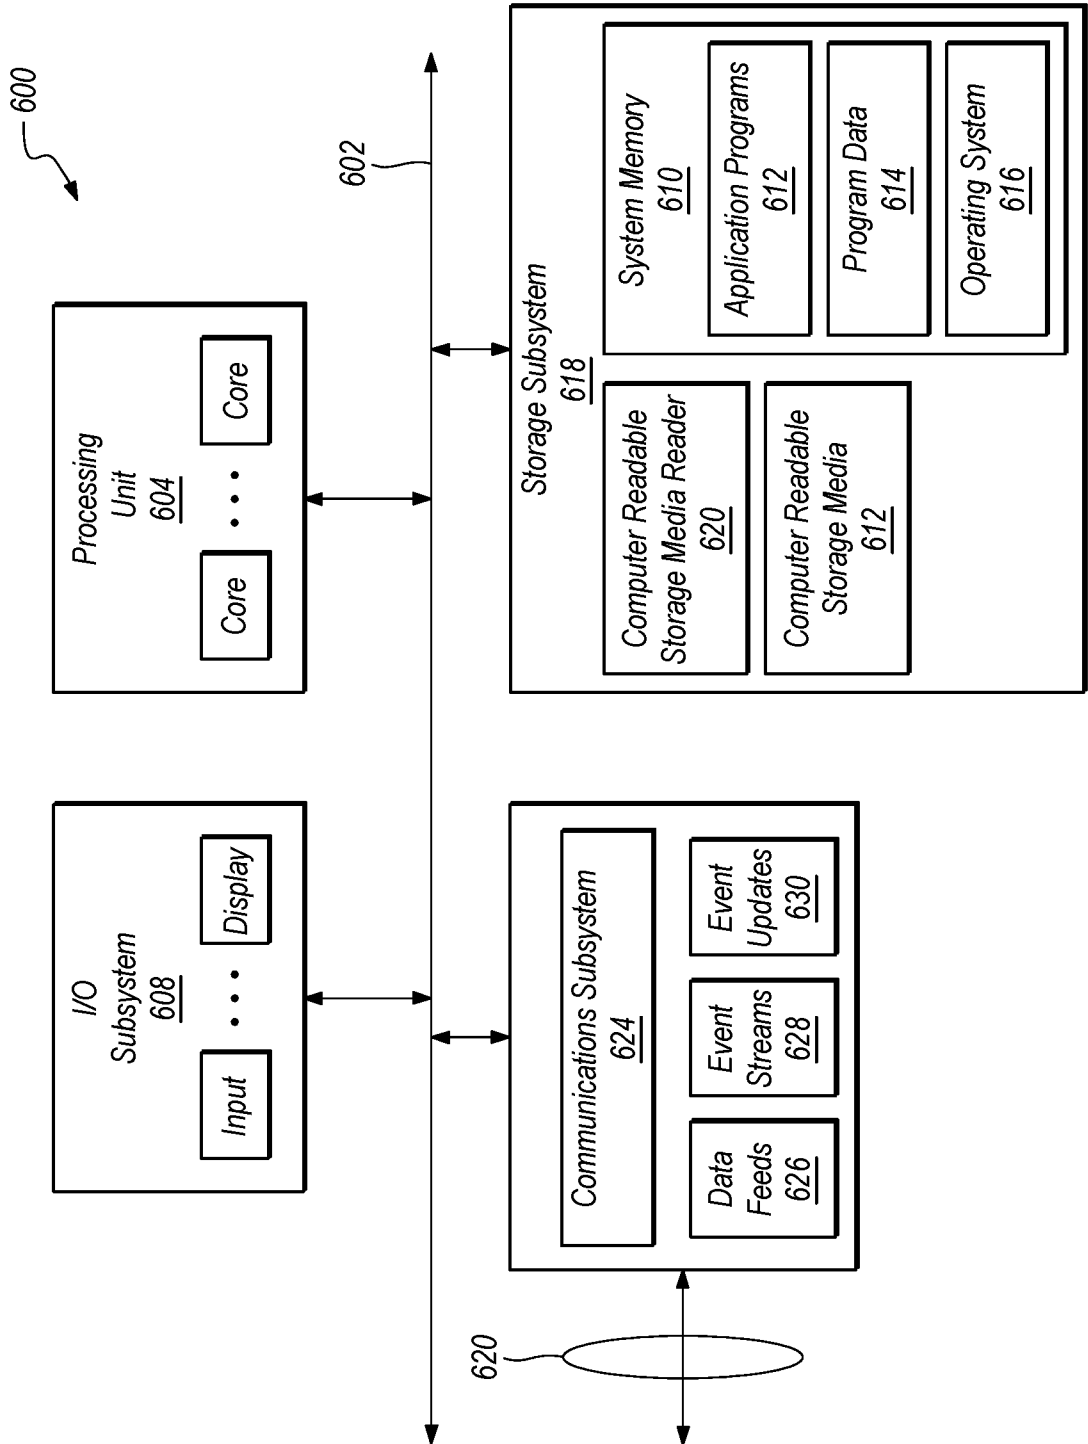 600
I/O
Subsystem
608
Input
Display
Processing
Unit
604
Core
Core
602
620
Communications Subsystem
624
Data
Feeds
626
Event
Streams
628
Event
Updates
630
Storage Subsystem
618
Computer Readable
Storage Media Reader
620
Computer Readable
Storage Media
612
System Memory
610
Application Programs
612
Program Data
614
Operating System
616